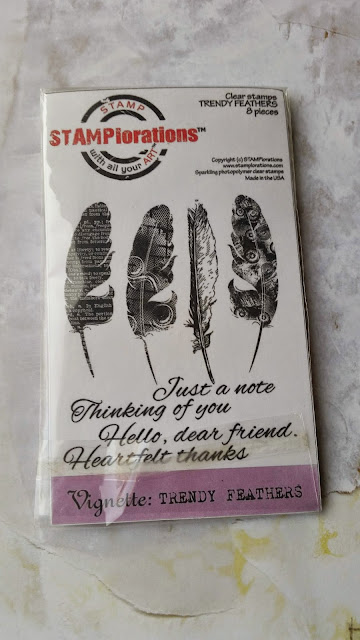 Clear stamps
TRENDY FEATHERS
8 pieces
STAMP
STAMPlorations™
with all your ART
Copyright (c) STAMPlorations
www.stamplorations.com
Sparkling photopolymer clear stamps
Made in the USA
Just a note
Thinking of you
Hello, dear friend.
Heartfelt thanks
Vignette: TRENDY FEATHERS